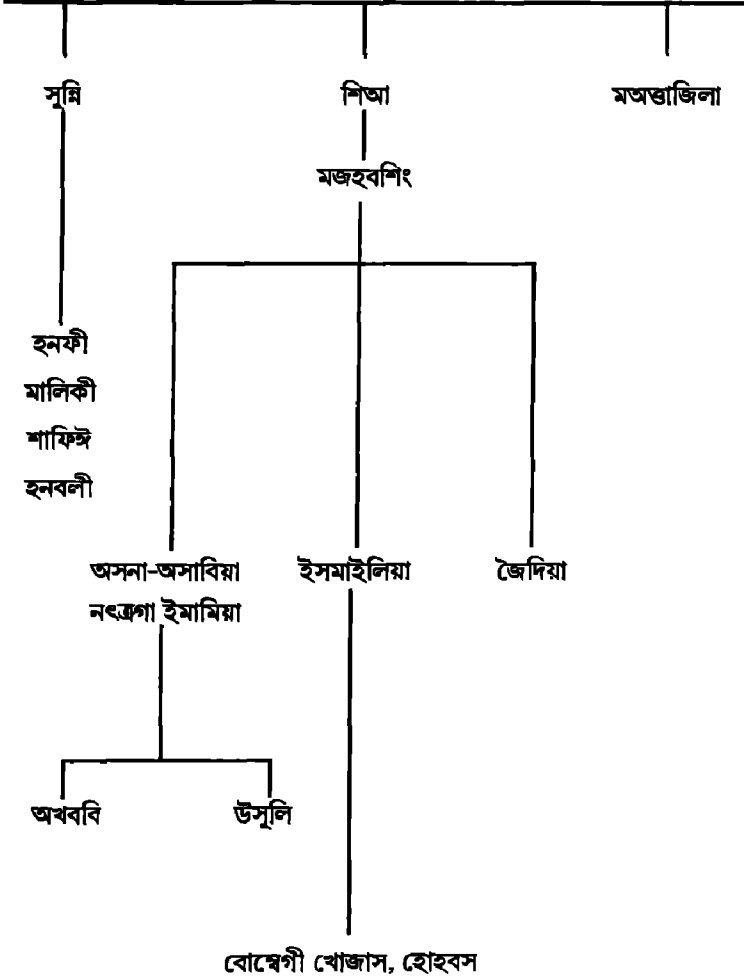 সুন্নি শিআ মঅত্তাজিলা
মজহবশিং
হনফী
মালিকী
শাফিঈ
হনবলী
অসনা-অসাবিয়া ইসমাইলিয়া জৈদিয়া
নৎত্রগা ইমামিয়া
অখববি উসূলি
বোম্বেগী খোজাস, হোহবস